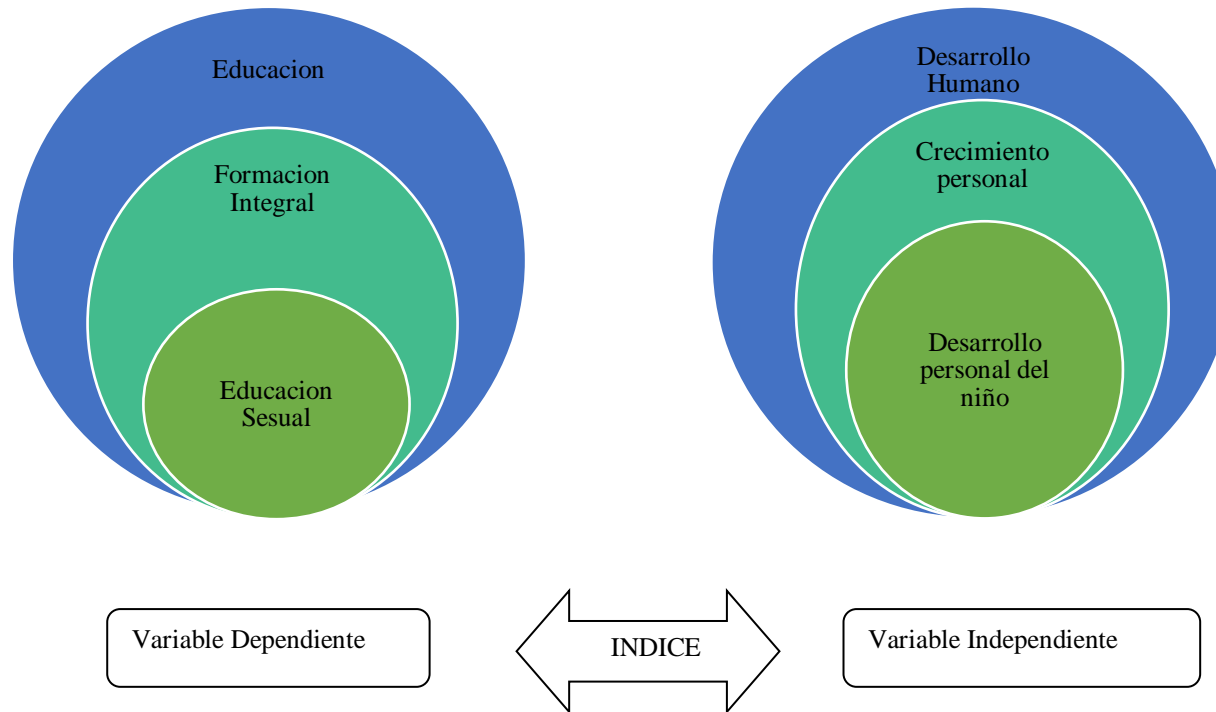 Educacion
Formacion
Integral
Educacion
Sesual
Desarrollo
Humano
Crecimiento
personal
Desarrollo
personal del
niño
Variable Dependiente
INDICE
Variable Independiente